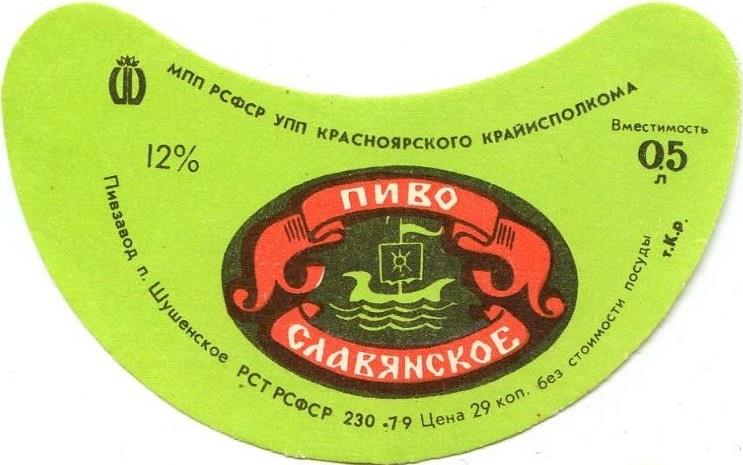 МПП РСФСР УПП КРАСНОЯРСКОГО КРАЙИСПОЛКОМА
12%
Вместимость
0,5
л
ПИВО
СЛАВЯНСКОЕ
Пивзавод п. Шушенское РСТ РСФСР 230-79 Цена 29 коп. без стоимости посуды т.К.р.